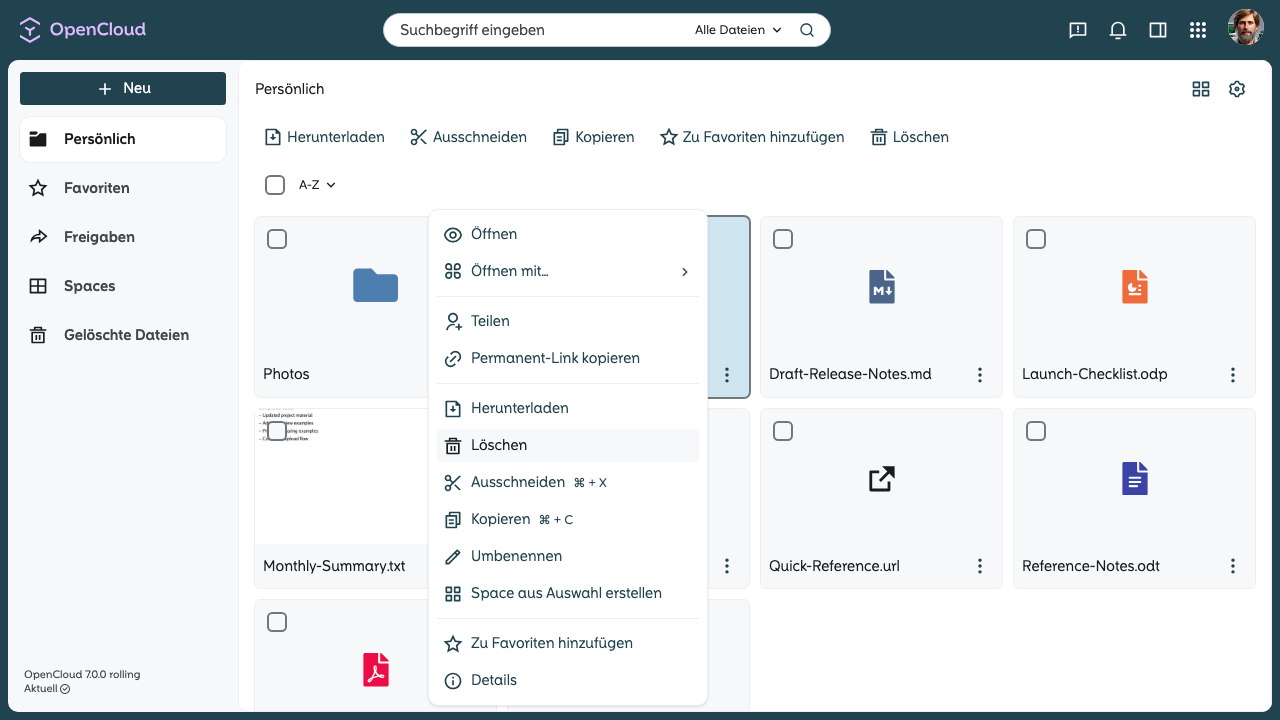 OpenCloud
Suchbegriff eingeben
Alle Dateien
Neu
Persönlich
Favoriten
Freigaben
Spaces
Gelöschte Dateien
OpenCloud 7.0.0 rolling
Aktuell
Persönlich
Herunterladen
Ausschneiden
Kopieren
Zu Favoriten hinzufügen
Löschen
A-Z
Photos
Draft-Release-Notes.md
Launch-Checklist.odp
– Updated project material
Monthly-Summary.txt
Quick-Reference.url
Reference-Notes.odt
Öffnen
Öffnen mit...
Teilen
Permanent-Link kopieren
Herunterladen
Löschen
Ausschneiden ⌘ + X
Kopieren ⌘ + C
Umbenennen
Space aus Auswahl erstellen
Zu Favoriten hinzufügen
Details